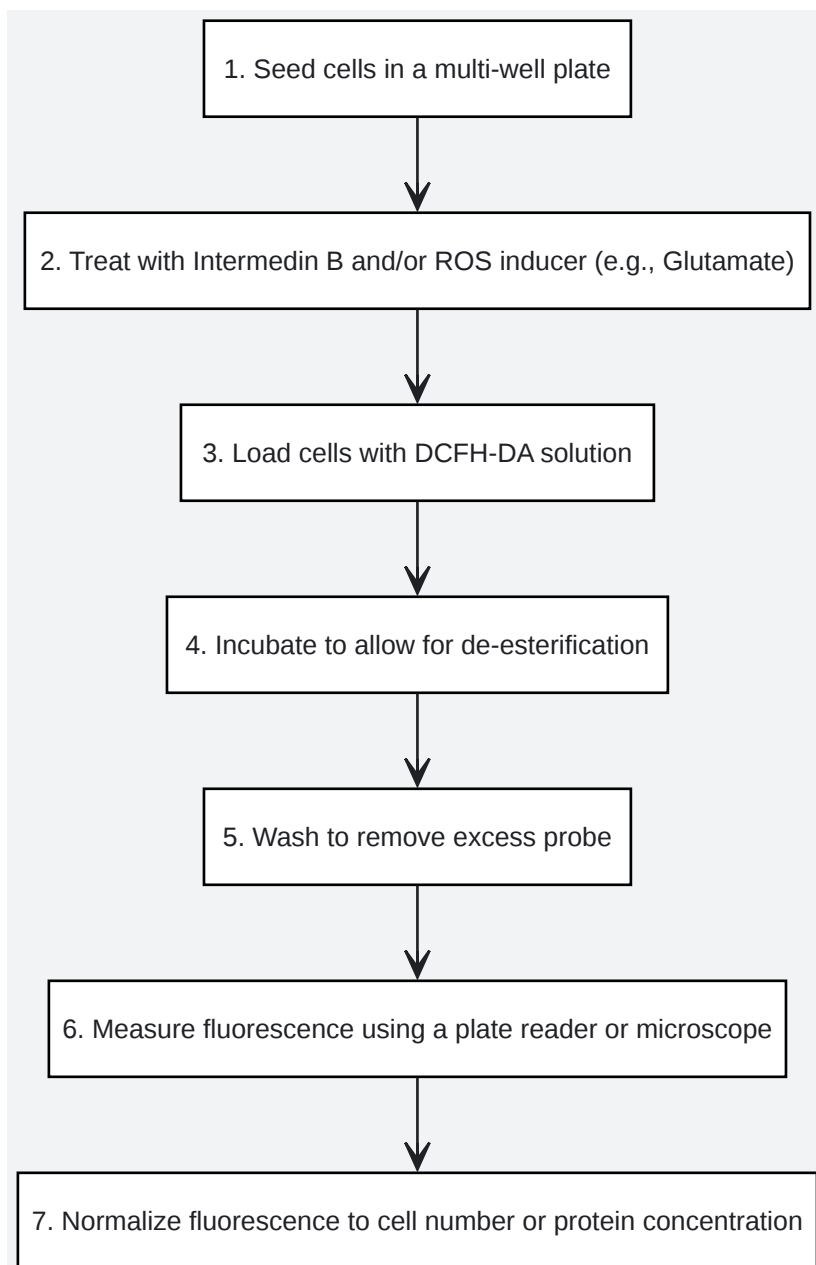 1. Seed cells in a multi-well plate
2. Treat with Intermedin B and/or ROS inducer (e.g., Glutamate)
3. Load cells with DCFH-DA solution
4. Incubate to allow for de-esterification
5. Wash to remove excess probe
6. Measure fluorescence using a plate reader or microscope
7. Normalize fluorescence to cell number or protein concentration